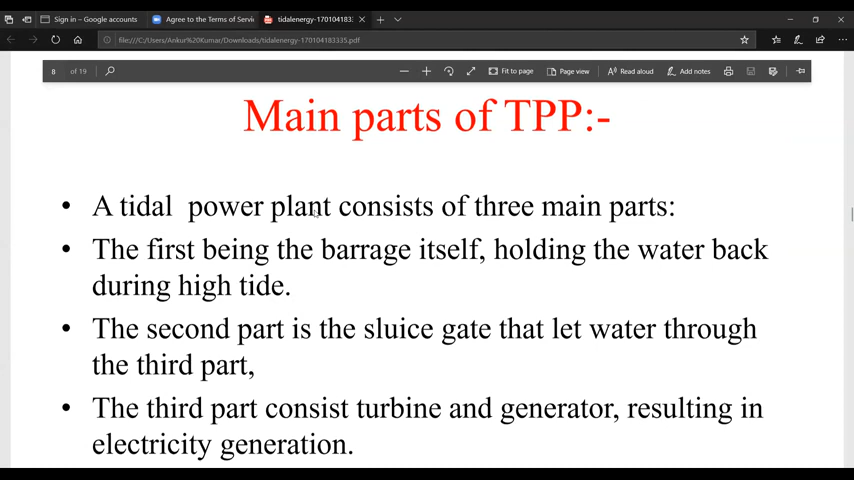 Sign in – Google accounts
Agree to the Terms of Servi
tidalenergy-170104183
file:///C:/Users/Ankur%20Kumar/Downloads/tidalenergy-170104183335.pdf
8 of 19 Fit to page Page view Read aloud Add notes
Main parts of TPP:-
• A tidal power plant consists of three main parts:
• The first being the barrage itself, holding the water back
during high tide.
• The second part is the sluice gate that let water through
the third part,
• The third part consist turbine and generator, resulting in
electricity generation.